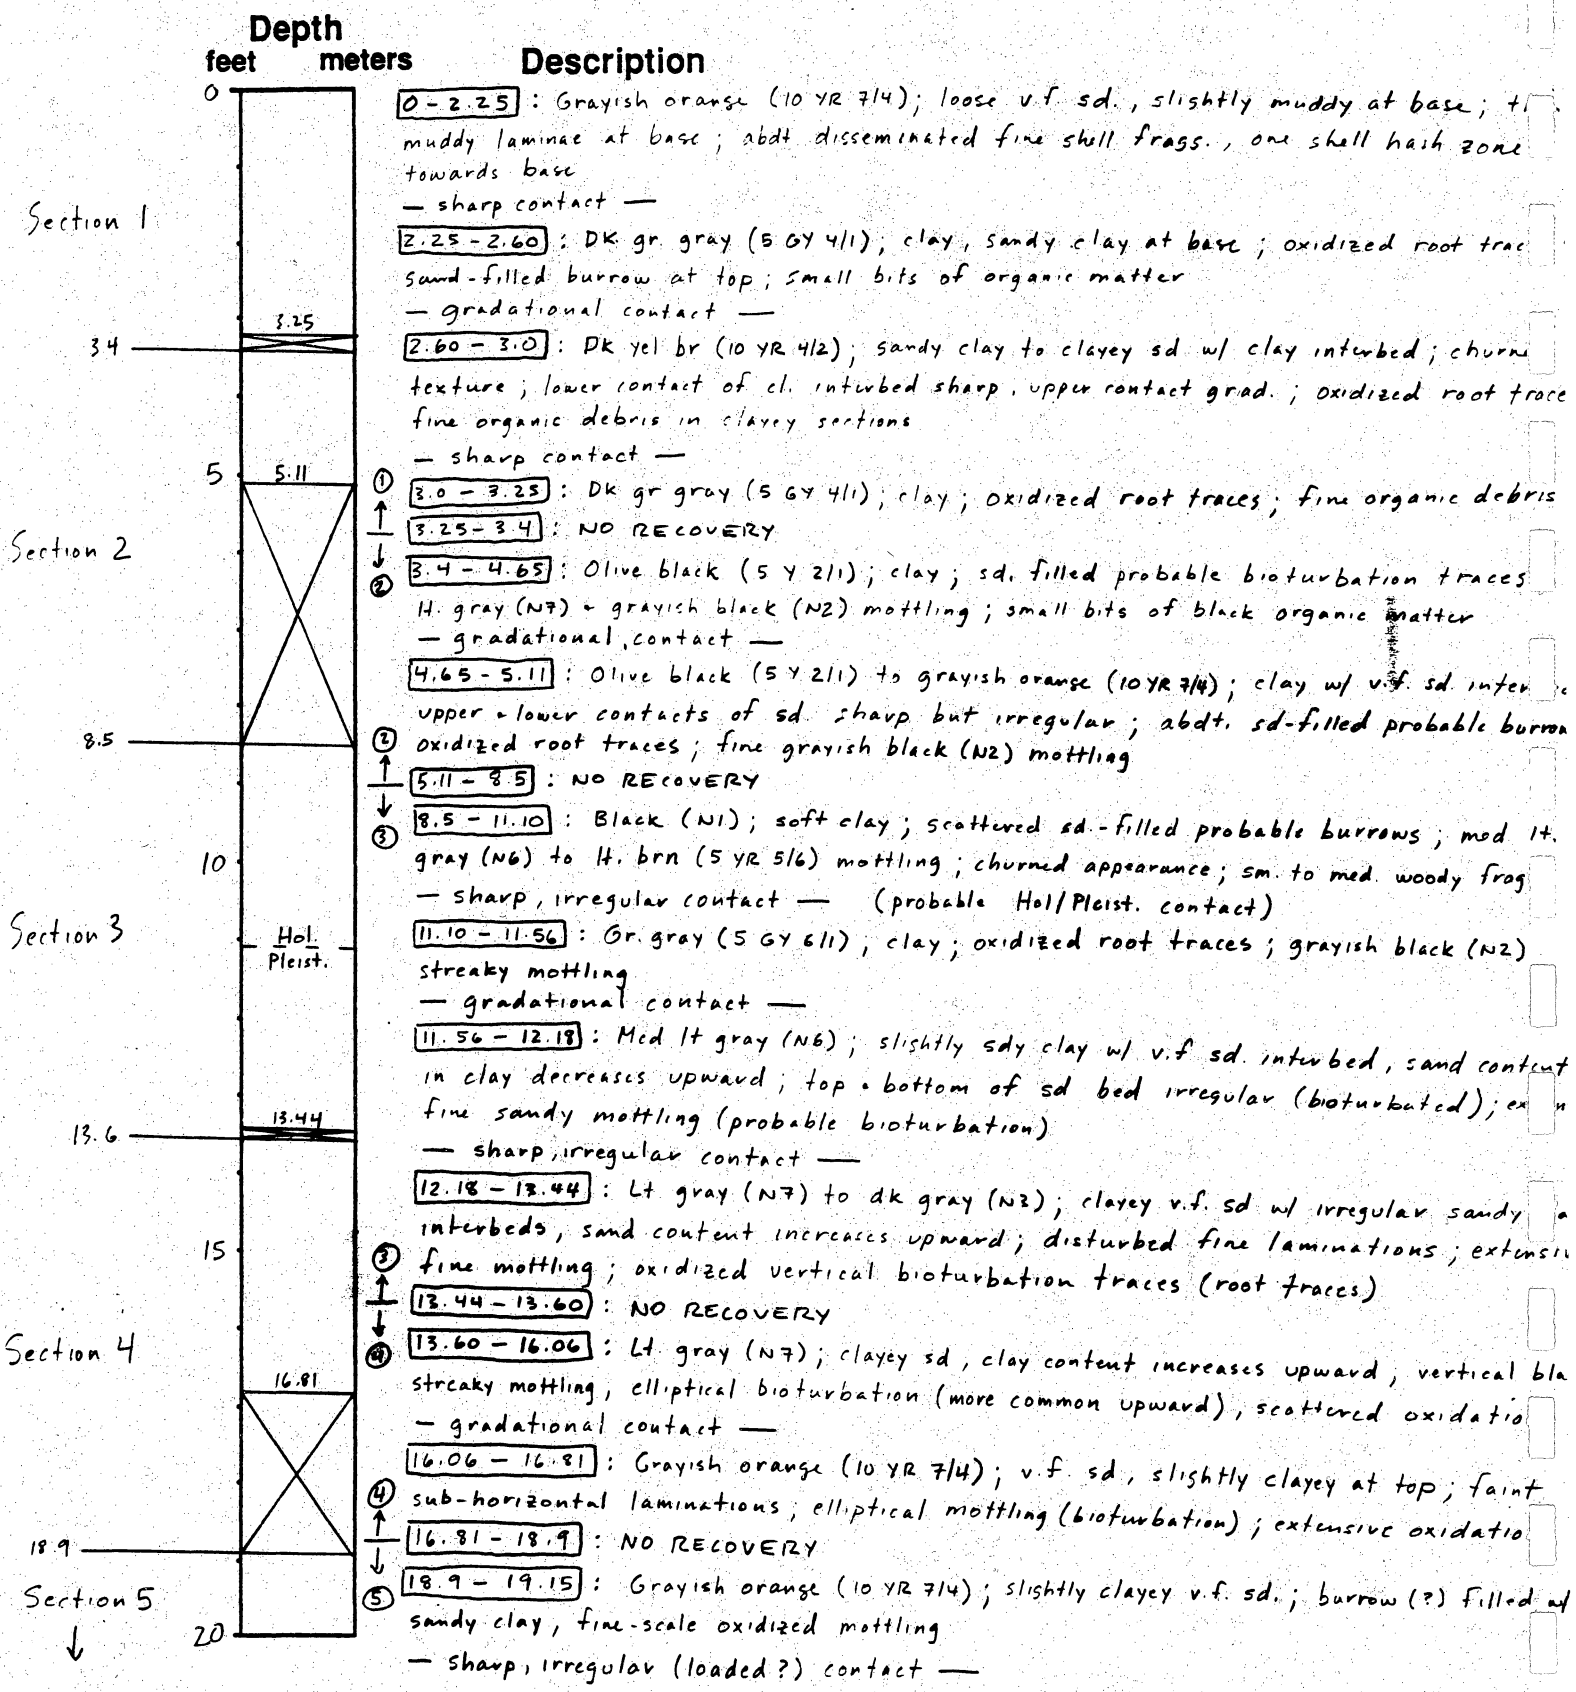 Depth
feet meters Description
0
0 - 2.25 : Grayish orange (10 YR 7/4); loose v.f. sd., slightly muddy at base;
muddy laminae at base; abdt disseminated fine shell frags., one shell hash zone
towards base
— sharp contact —
Section 1
2.25 - 2.60 : DK gr. gray (5 GY 4/1); clay, sandy clay at base; oxidized root trac
sand-filled burrow at top; small bits of organic matter
— gradational contact —
3.25
3.4
2.60 - 3.0 : DK yel br (10 YR 4/2); sandy clay to clayey sd w/ clay interbed; churne
texture; lower contact of cl. interbed sharp, upper contact grad.; oxidized root trace
fine organic debris in clayey sections
— sharp contact —
5
5.11
① 3.0 - 3.25 : Dk gr gray (5 GY 4/1); clay; oxidized root traces; fine organic debris
↑ 3.25 - 3.4 : NO RECOVERY
Section 2
↓
② 3.4 - 4.65 : Olive black (5 Y 2/1); clay; sd. filled probable bioturbation traces
lt. gray (N7) + grayish black (N2) mottling; small bits of black organic matter
— gradational contact —
4.65 - 5.11 : Olive black (5 Y 2/1) to grayish orange (10 YR 7/4); clay w/ v.f. sd. inter
upper + lower contacts of sd. sharp but irregular; abdt. sd-filled probable burrow
8.5
② oxidized root traces; fine grayish black (N2) mottling
↑ 5.11 - 8.5 : NO RECOVERY
↓
③ 8.5 - 11.10 : Black (N1); soft clay; scattered sd-filled probable burrows; mod lt.
gray (N6) to lt. brn (5 YR 5/6) mottling; churned appearance; sm. to med. woody frag
10
— sharp, irregular contact — (probable Hol/Pleist. contact)
Section 3
Hol.
Pleist.
11.10 - 11.56 : Gr. gray (5 GY 6/1); clay; oxidized root traces; grayish black (N2)
streaky mottling
— gradational contact —
11.56 - 12.18 : Med lt gray (N6); slightly sdy clay w/ v.f sd. interbed, sand content
in clay decreases upward; top + bottom of sd bed irregular (bioturbated);
fine sandy mottling (probable bioturbation)
13.44
13.6
— sharp, irregular contact —
12.18 - 13.44 : Lt gray (N7) to dk gray (N3); clayey v.f. sd w/ irregular sandy
interbeds, sand content increases upward; disturbed fine laminations; extensiv
15
③ fine mottling; oxidized vertical bioturbation traces (root traces)
↑ 13.44 - 13.60 : NO RECOVERY
↓
④ 13.60 - 16.06 : Lt. gray (N7); clayey sd, clay content increases upward; vertical bla
Section 4
16.81
streaky mottling, elliptical bioturbation (more common upward), scattered oxidatio
— gradational contact —
16.06 - 16.81 : Grayish orange (10 YR 7/4); v.f. sd, slightly clayey at top; faint
④ sub-horizontal laminations; elliptical mottling (bioturbation); extensive oxidatio
↑ 16.81 - 18.9 : NO RECOVERY
18.9
↓
⑤ 18.9 - 19.15 : Grayish orange (10 YR 7/4); slightly clayey v.f. sd.; burrow (?) filled w/
Section 5
↓
sandy clay, fine-scale oxidized mottling
20
— sharp, irregular (loaded?) contact —